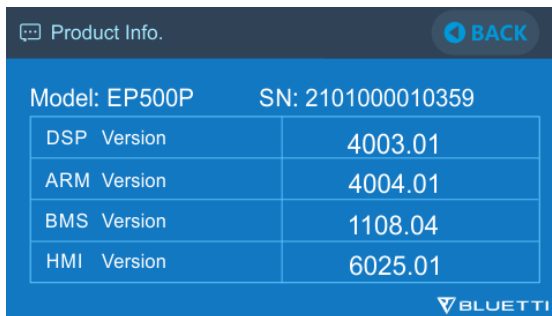 Product Info.
BACK
Model: EP500P SN: 2101000010359
DSP Version 4003.01
ARM Version 4004.01
BMS Version 1108.04
HMI Version 6025.01
BLUETTI